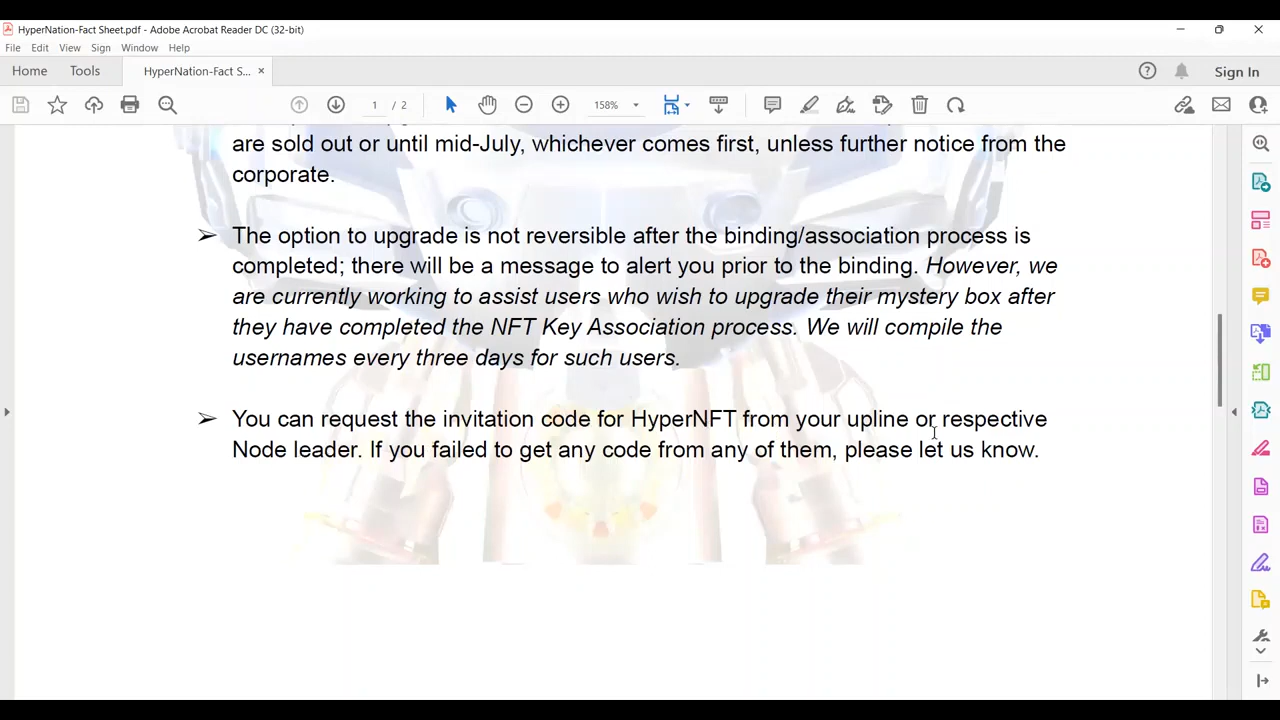 HyperNation-Fact Sheet.pdf - Adobe Acrobat Reader DC (32-bit)
File Edit View Sign Window Help
Home Tools HyperNation-Fact S... × Sign In
1 / 2 158%
are sold out or until mid-July, whichever comes first, unless further notice from the
corporate.
➢ The option to upgrade is not reversible after the binding/association process is
completed; there will be a message to alert you prior to the binding. However, we
are currently working to assist users who wish to upgrade their mystery box after
they have completed the NFT Key Association process. We will compile the
usernames every three days for such users.
➢ You can request the invitation code for HyperNFT from your upline or respective
Node leader. If you failed to get any code from any of them, please let us know.